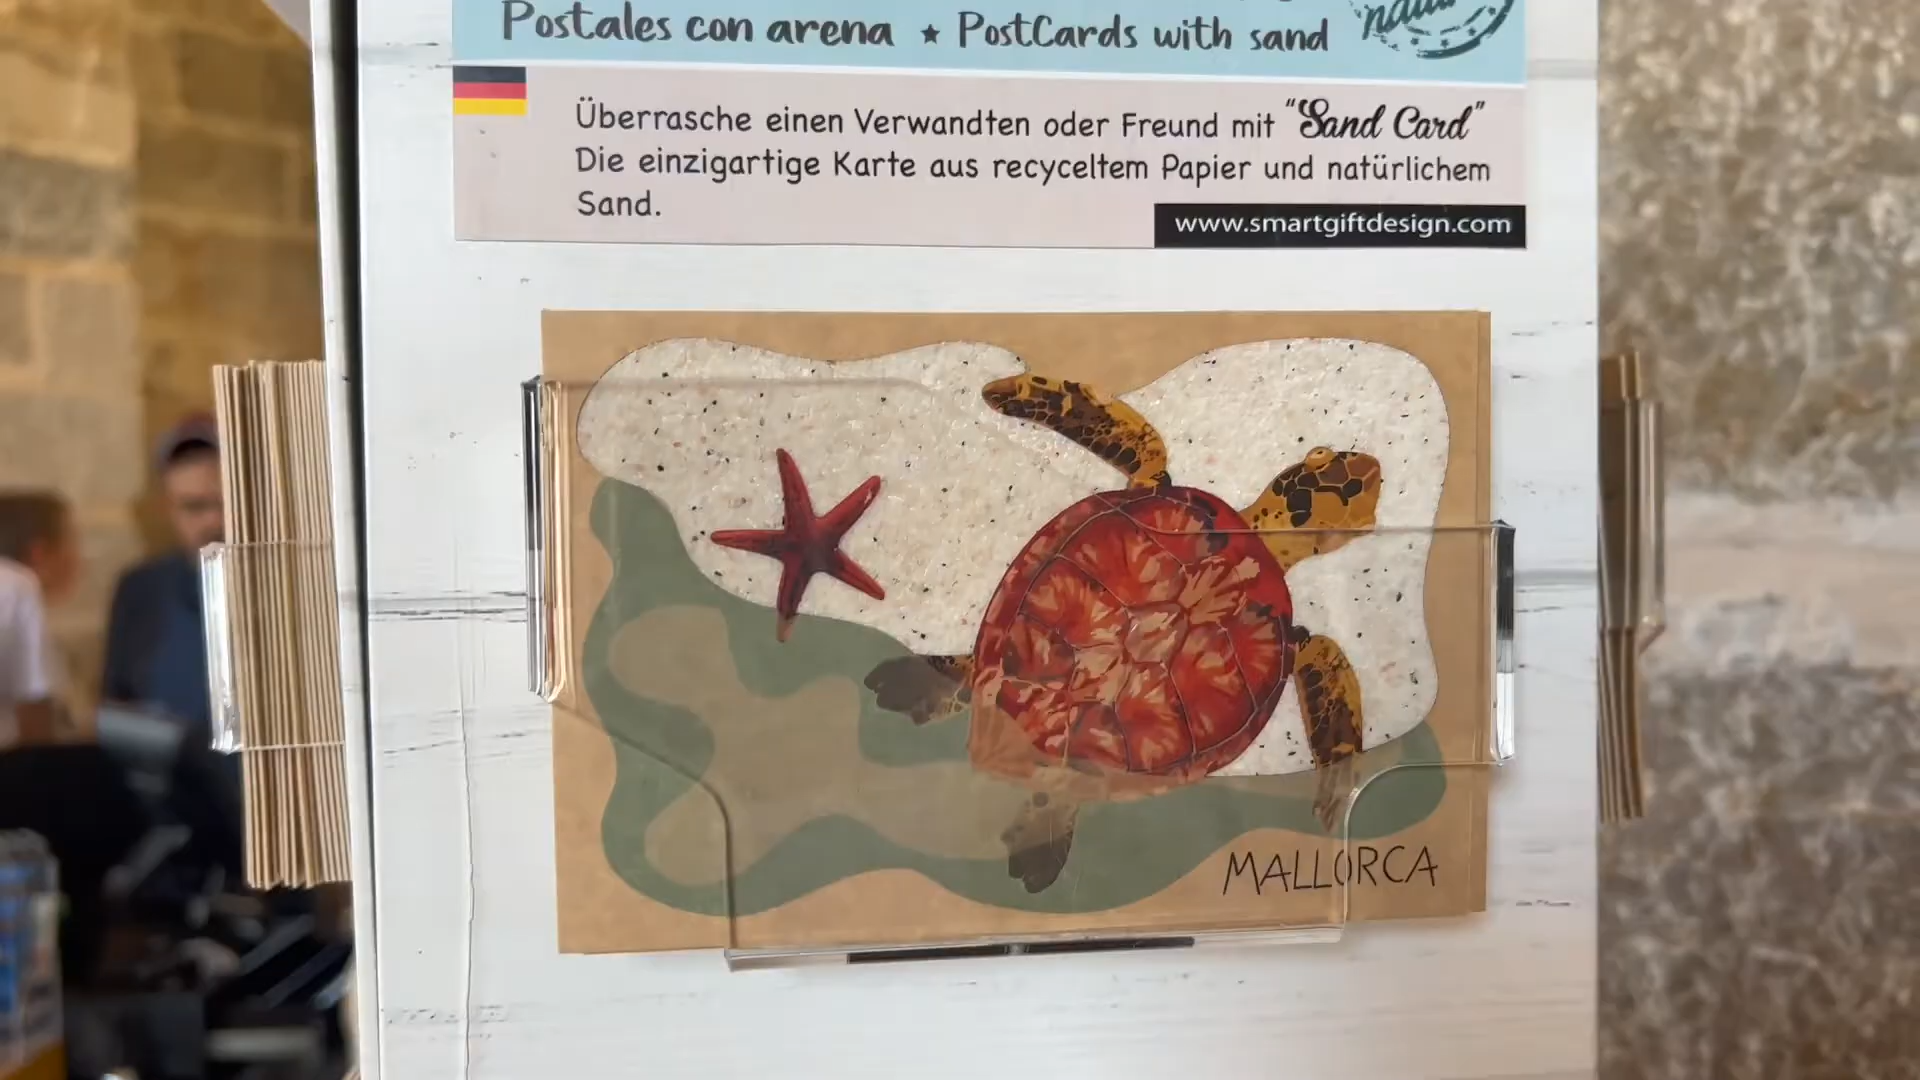 Postales con arena ★ PostCards with sand
Überrasche einen Verwandten oder Freund mit "Sand Card"
Die einzigartige Karte aus recyceltem Papier und natürlichem
Sand.
www.smartgiftdesign.com
MALLORCA